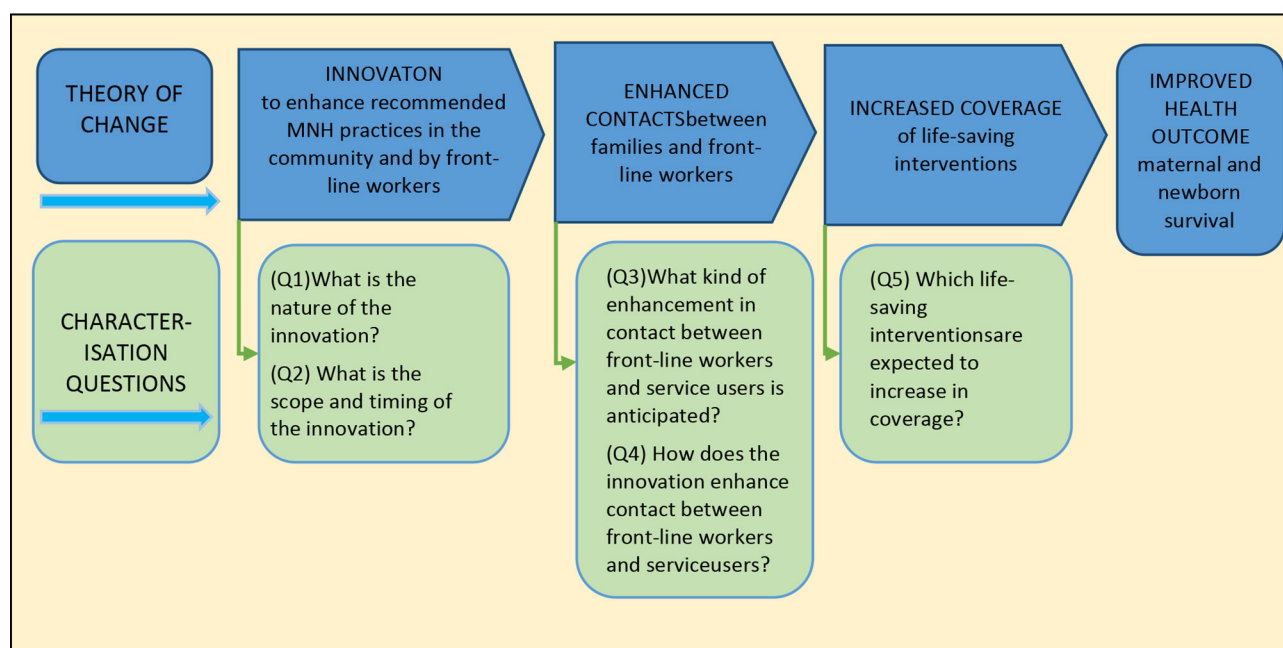 THEORY OF
CHANGE
INNOVATON
to enhance recommended
MNH practices in the
community and by front-
line workers
ENHANCED
CONTACTSbetween
families and front-
line workers
INCREASED COVERAGE
of life-saving
interventions
IMPROVED
HEALTH
OUTCOME
maternal and
newborn
survival
CHARACTER-
ISATION
QUESTIONS
(Q1)What is the
nature of the
innovation?
(Q2) What is the
scope and timing of
the innovation?
(Q3)What kind of
enhancement in
contact between
front-line workers
and service users is
anticipated?
(Q4) How does the
innovation enhance
contact between
front-line workers
and serviceusers?
(Q5) Which life-
saving
interventionsare
expected to
increase in
coverage?